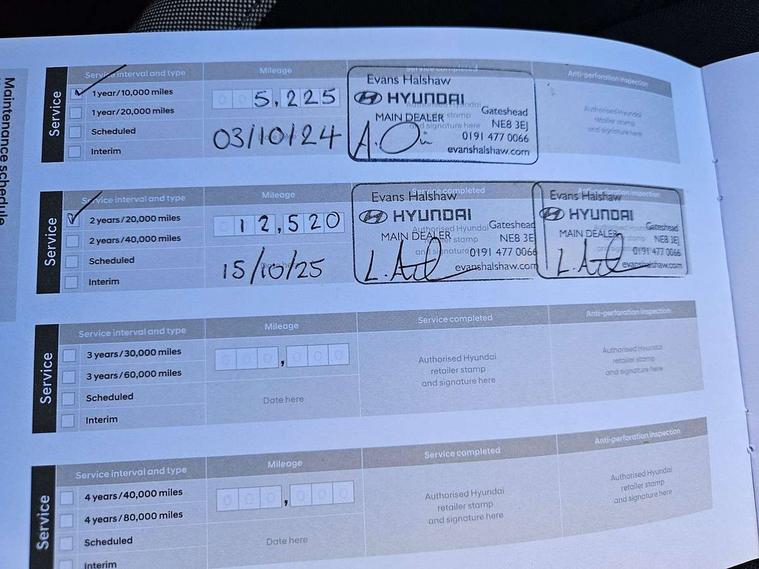 Maintenance schedule
Service
Service interval and type
1 year/10,000 miles
1 year/20,000 miles
Scheduled
Interim
Mileage
5,225
03/10/24
Service completed
Evans Halshaw
HYUNDAI
MAIN DEALER
Gateshead
NE8 3EJ
0191 477 0066
evanshalshaw.com
Anti-perforation inspection
Authorised Hyundai
retailer stamp
and signature here
Service
Service interval and type
2 years/20,000 miles
2 years/40,000 miles
Scheduled
Interim
Mileage
12,520
15/10/25
Service completed
Evans Halshaw
HYUNDAI
MAIN DEALER
Gateshead
NE8 3EJ
0191 477 0066
evanshalshaw.com
Evans Halshaw
HYUNDAI
MAIN DEALER
Gateshead
NE8 3EJ
0191 477 0066
evanshalshaw.com
Service
Service interval and type
3 years/30,000 miles
3 years/60,000 miles
Scheduled
Interim
Mileage
000,000
Date here
Service completed
Authorised Hyundai
retailer stamp
and signature here
Anti-perforation inspection
Authorised Hyundai
retailer stamp
and signature here
Service
Service interval and type
4 years/40,000 miles
4 years/80,000 miles
Scheduled
Interim
Mileage
000,000
Date here
Service completed
Authorised Hyundai
retailer stamp
and signature here
Anti-perforation inspection
Authorised Hyundai
retailer stamp
and signature here